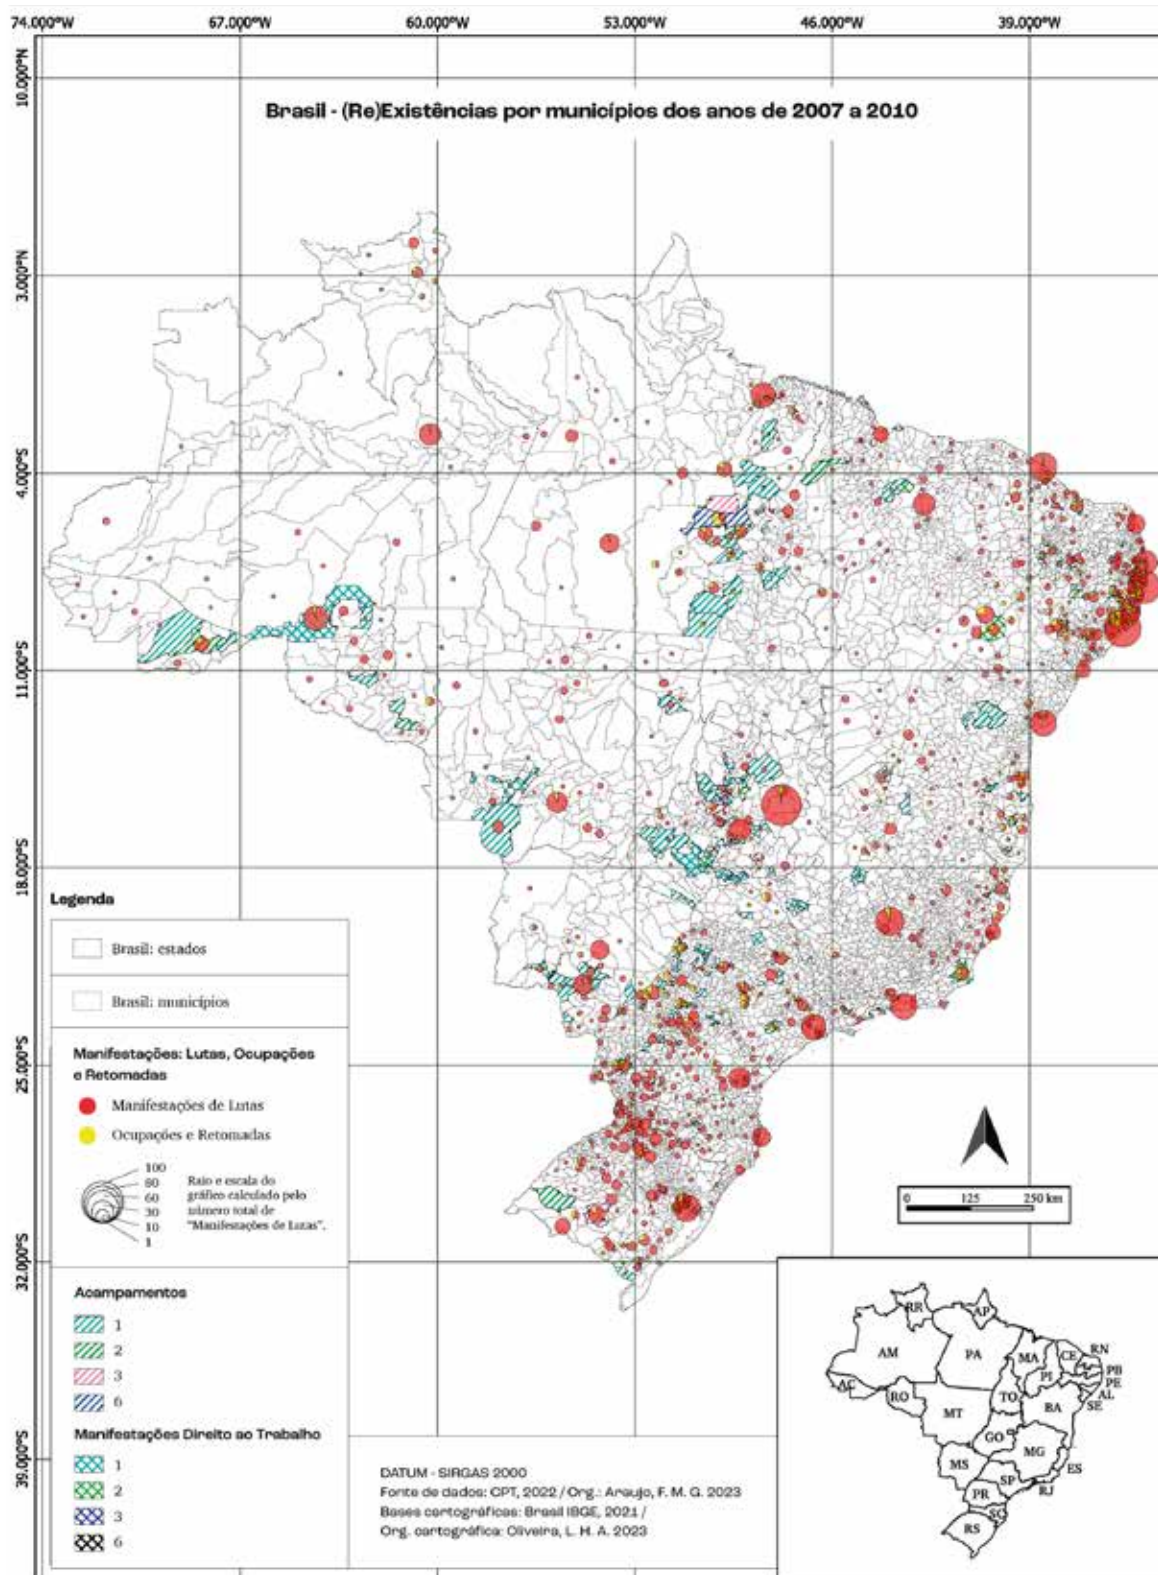 74.000°W 67.000°W 60.000°W 53.000°W 46.000°W 39.000°W
10.000°N
Brasil - (Re)Existências por municípios dos anos de 2007 a 2010
3.000°N
4.000°S
11.000°S
18.000°S
Legenda
Brasil: estados
Brasil: municípios
Manifestações: Lutas, Ocupações
e Retomadas
Manifestações de Lutas
Ocupações e Retomadas
100
80
60
30
10
1
Raio e escala do
gráfico calculado pelo
número total de
"Manifestações de Lutas".
25.000°S
0 125 250 km
32.000°S
Acampamentos
1
2
3
6
Manifestações Direito ao Trabalho
1
2
3
6
39.000°S
DATUM - SIRGAS 2000
Fonte de dados: CPT, 2022 / Org.: Araujo, F. M. G. 2023
Bases cartográficas: Brasil IBGE, 2021 /
Org. cartográfica: Oliveira, L. H. A. 2023
RR AP
AM PA MA CE RN
PB
AC RO TO PI PE
AL
SE
MT BA
GO
MG
MS ES
SP
RJ
PR
SC
RS